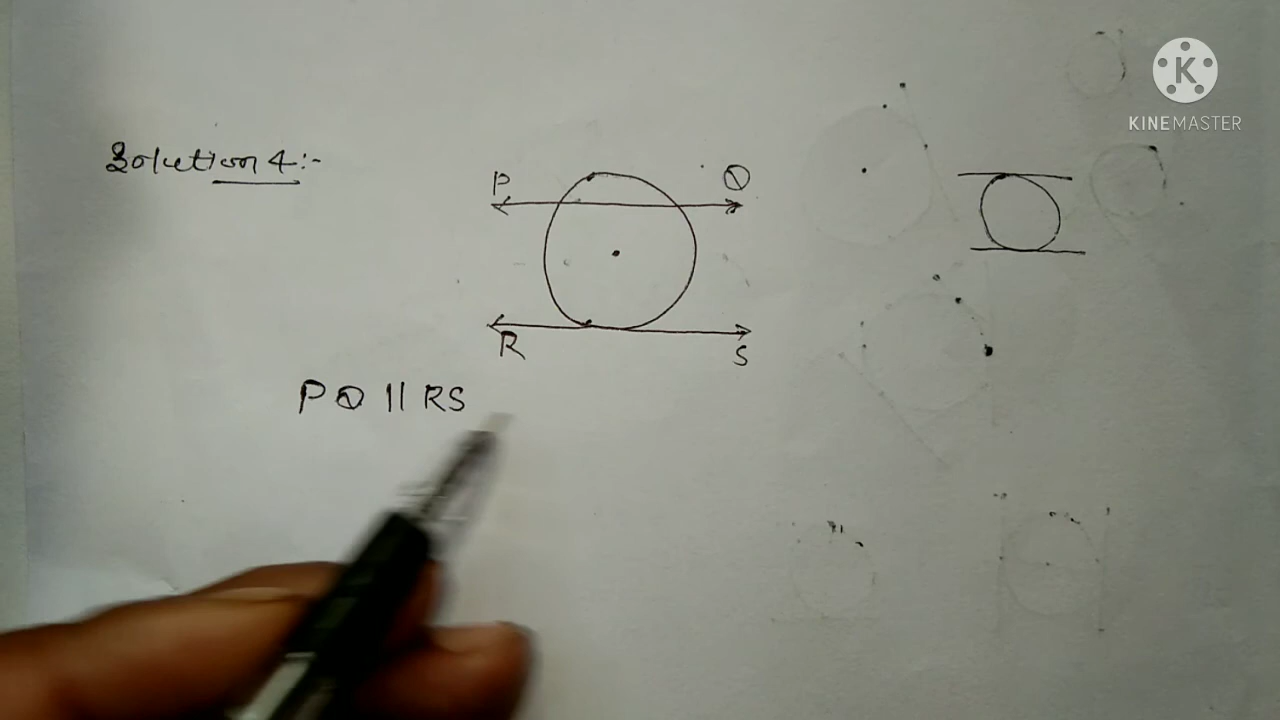 Solution 4:-
P
Q
R
S
PQ || RS
K
KINEMASTER